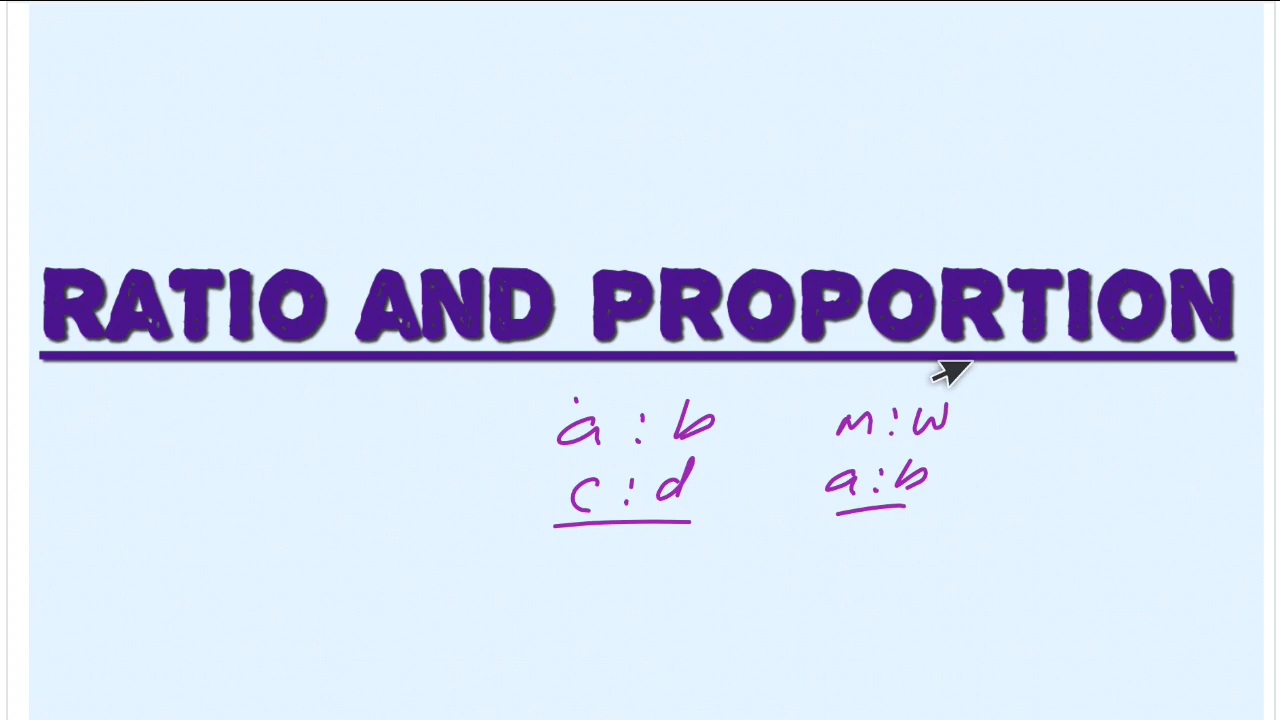 RATIO AND PROPORTION
a : b
c : d
m : w
a : b